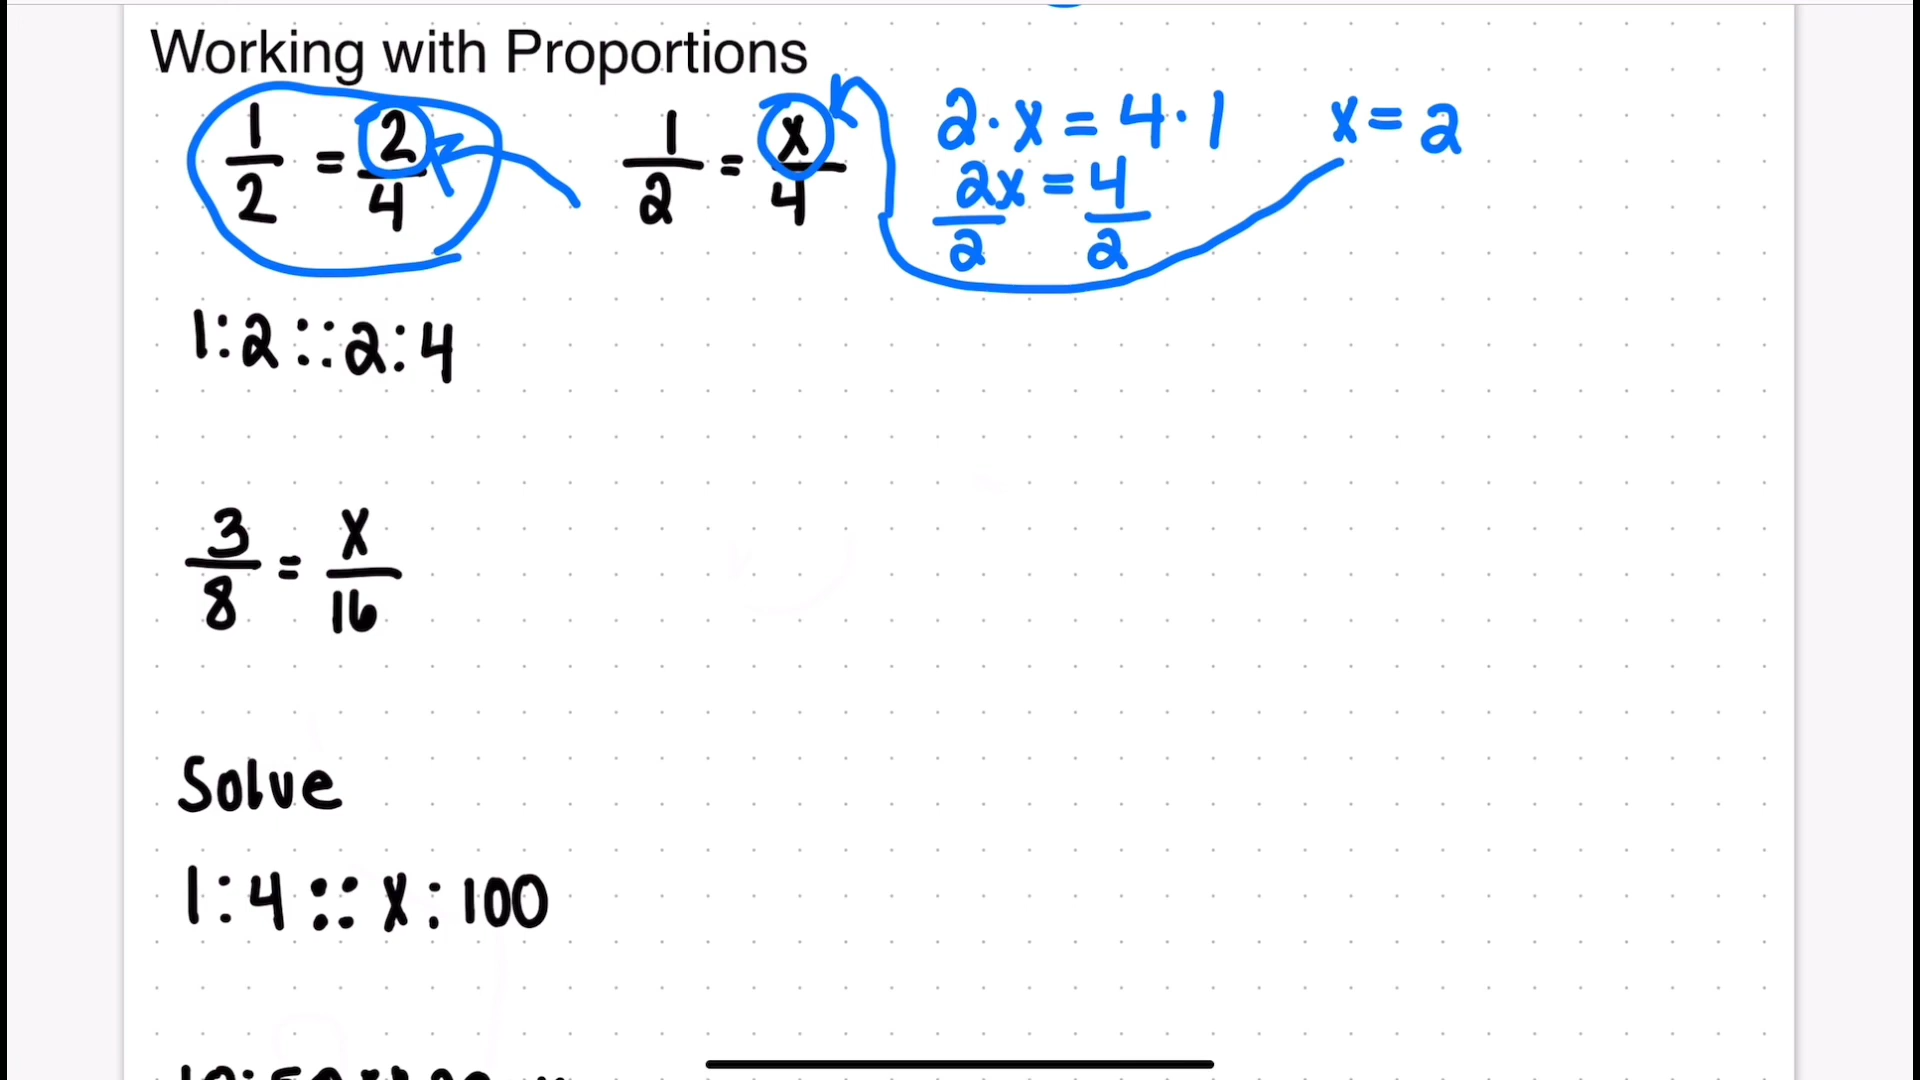 Working with Proportions
1/2 = 2/4 1/2 = x/4 2·x = 4·1 x = 2
2x/2 = 4/2
1:2::2:4
3/8 = x/16
Solve
1:4::x:100